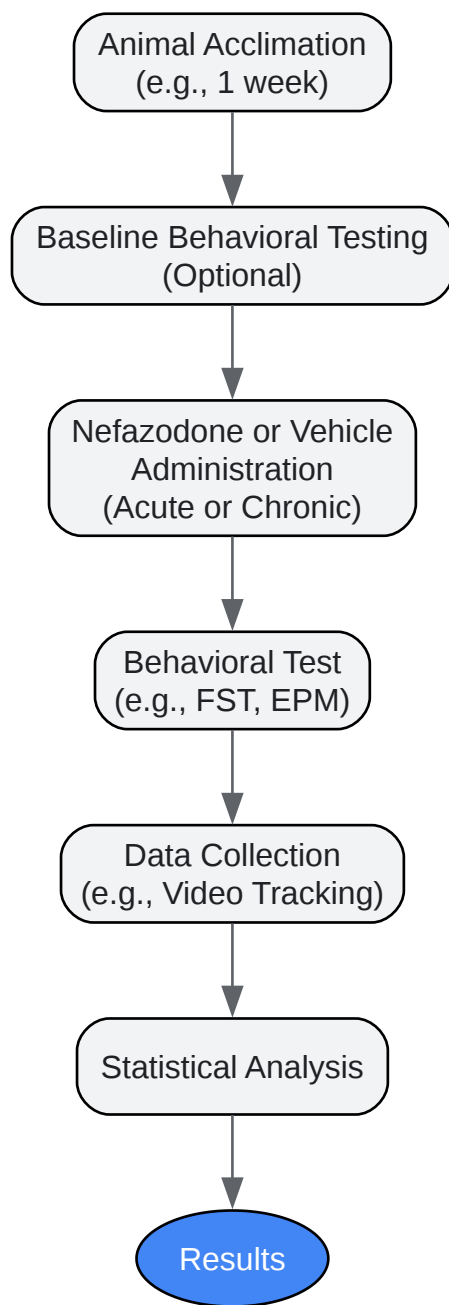 Animal Acclimation
(e.g., 1 week)
Baseline Behavioral Testing
(Optional)
Nefazodone or Vehicle
Administration
(Acute or Chronic)
Behavioral Test
(e.g., FST, EPM)
Data Collection
(e.g., Video Tracking)
Statistical Analysis
Results